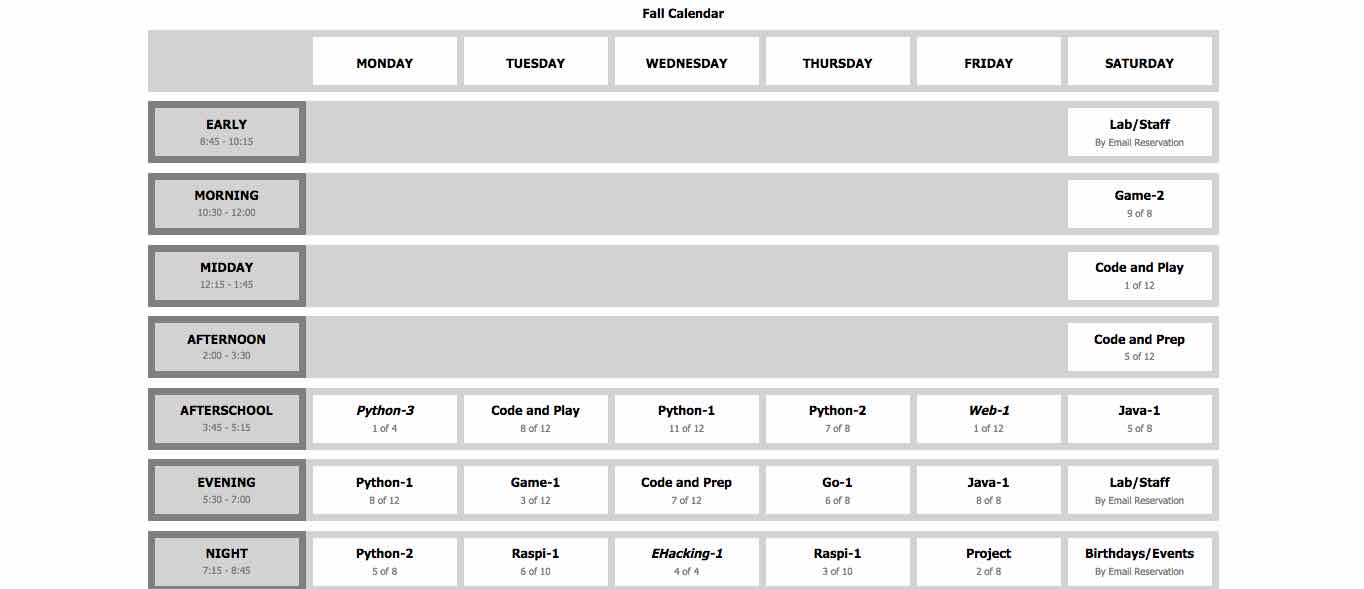 Fall Calendar
MONDAY TUESDAY WEDNESDAY THURSDAY FRIDAY SATURDAY
EARLY Lab/Staff
8:45 - 10:15 By Email Reservation
MORNING Game-2
10:30 - 12:00 9 of 8
MIDDAY Code and Play
12:15 - 1:45 1 of 12
AFTERNOON Code and Prep
2:00 - 3:30 5 of 12
AFTERSCHOOL Python-3 Code and Play Python-1 Python-2 Web-1 Java-1
3:45 - 5:15 1 of 4 8 of 12 11 of 12 7 of 8 1 of 12 5 of 8
EVENING Python-1 Game-1 Code and Prep Go-1 Java-1 Lab/Staff
5:30 - 7:00 8 of 12 3 of 12 7 of 12 6 of 8 8 of 8 By Email Reservation
NIGHT Python-2 Raspi-1 EHacking-1 Raspi-1 Project Birthdays/Events
7:15 - 8:45 5 of 8 6 of 10 4 of 4 3 of 10 2 of 8 By Email Reservation